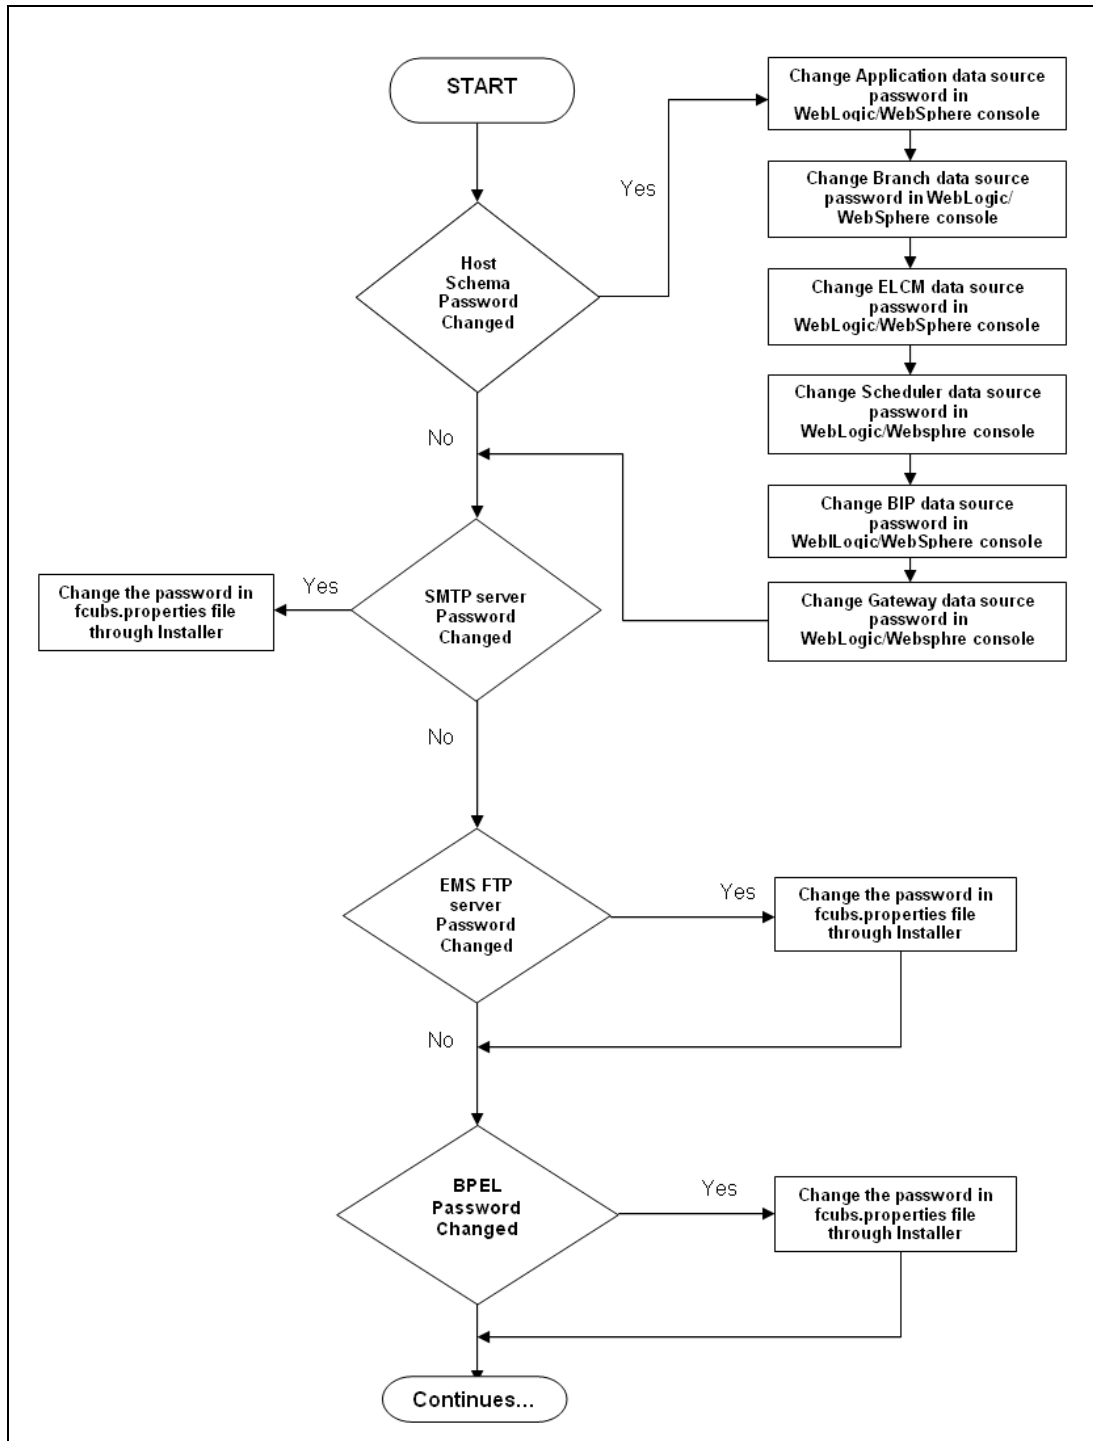 START
Change Application data source
password in
WebLogic/WebSphere console
Yes
Change Branch data source
password in WebLogic/
WebSphere console
Host
Schema
Password
Changed
Change ELCM data source
password in
WebLogic/WebSphere console
Change Scheduler data source
password in
WebLogic/Websphre console
No
Change BIP data source
password in
WeblLogic/WebSphere console
Yes
Change the password in
fcubs.properties file
through Installer
SMTP server
Password
Changed
Change Gateway data source
password in
WebLogic/Websphre console
No
EMS FTP
server
Password
Changed
Yes
Change the password in
fcubs.properties file
through Installer
No
BPEL
Password
Changed
Yes
Change the password in
fcubs.properties file
through Installer
Continues...